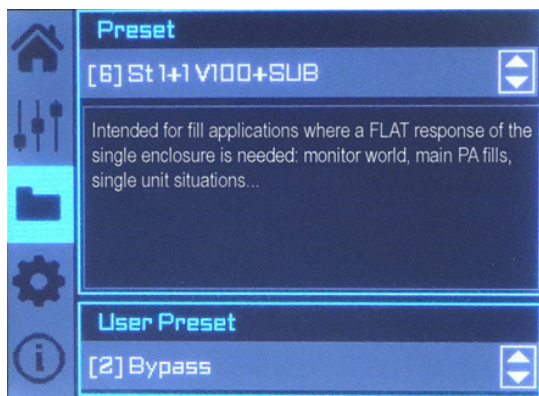 Preset
[6] St 1+1 V100+SUB
Intended for fill applications where a FLAT response of the
single enclosure is needed: monitor world, main PA fills,
single unit situations...
User Preset
[2] Bypass